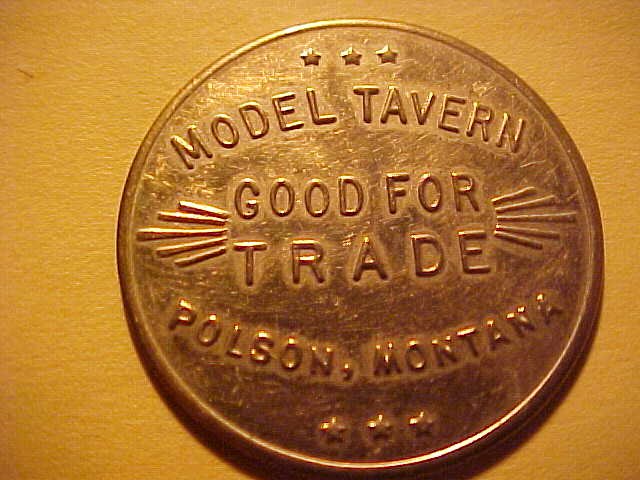 MODEL TAVERN
GOOD FOR
TRADE
POLSON, MONTANA